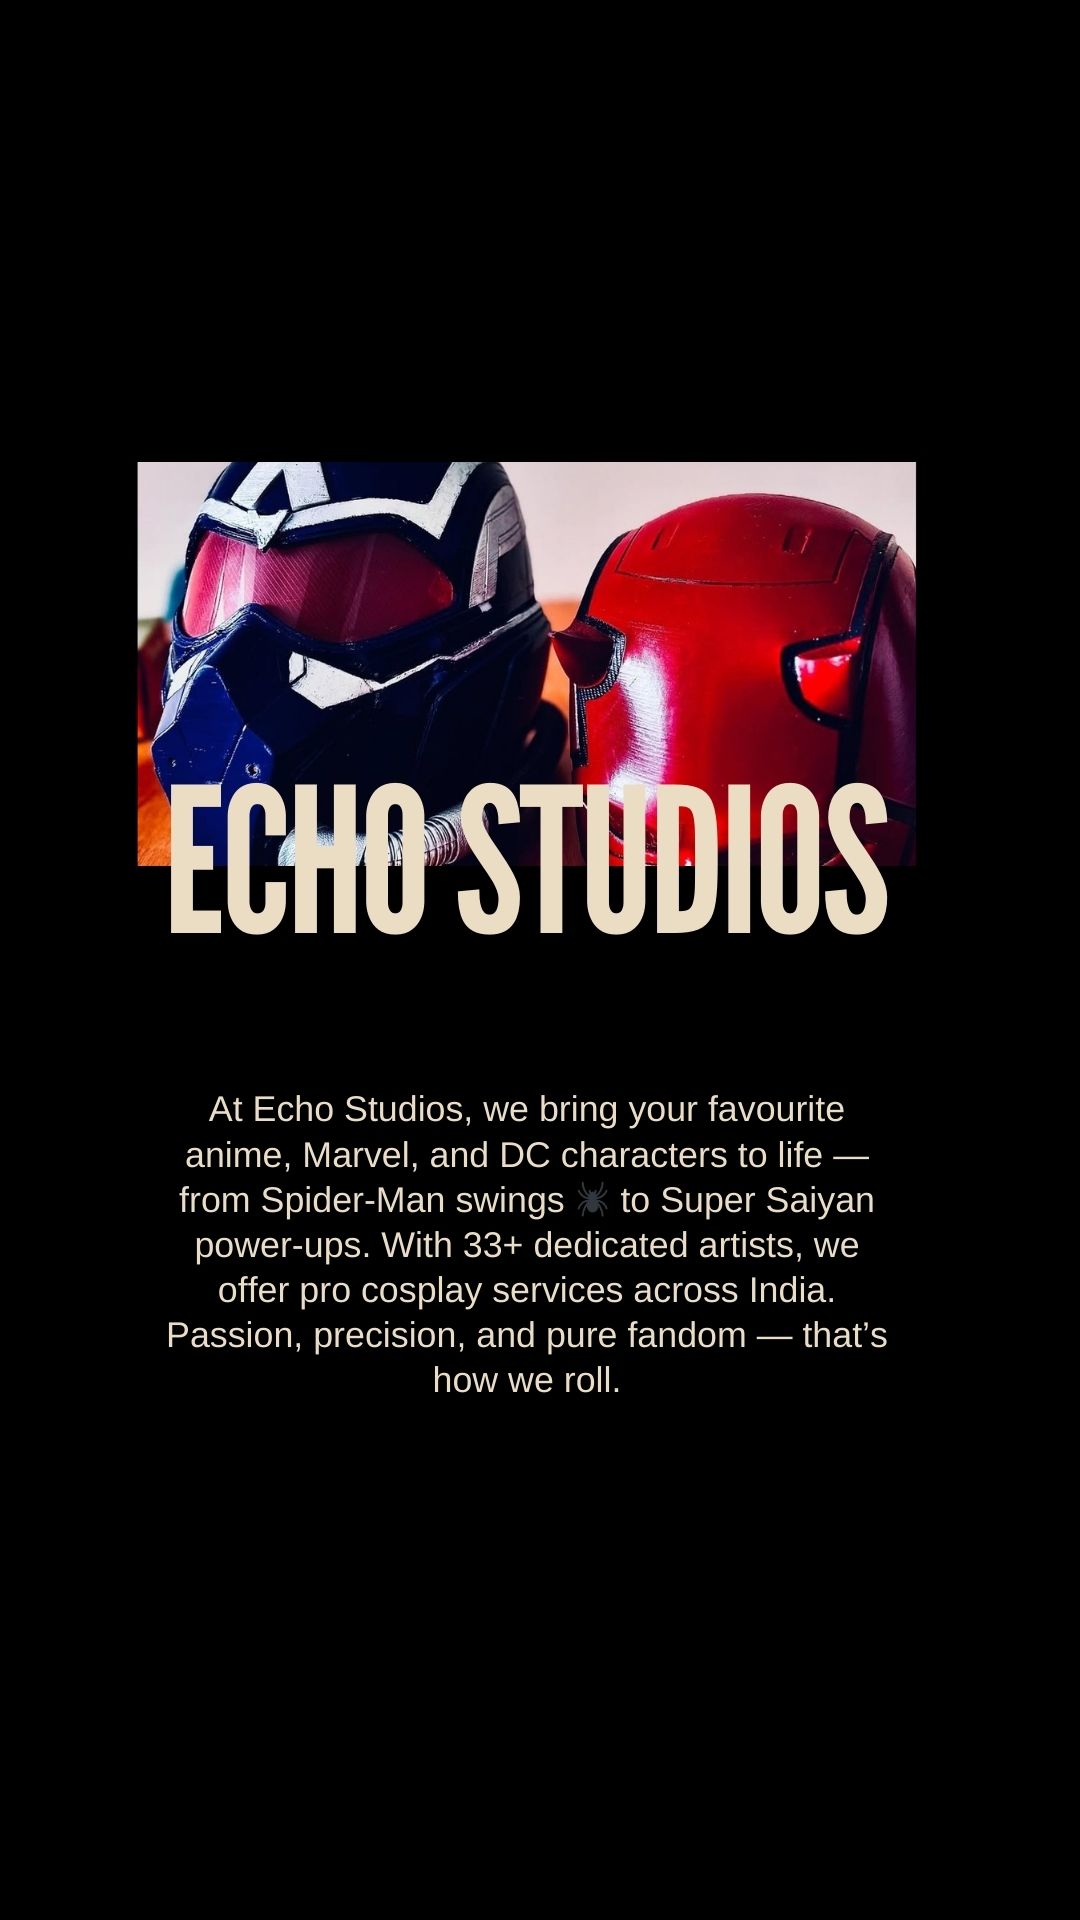 ECHO STUDIOS
At Echo Studios, we bring your favourite
anime, Marvel, and DC characters to life —
from Spider-Man swings 🕷 to Super Saiyan
power-ups. With 33+ dedicated artists, we
offer pro cosplay services across India.
Passion, precision, and pure fandom — that’s
how we roll.